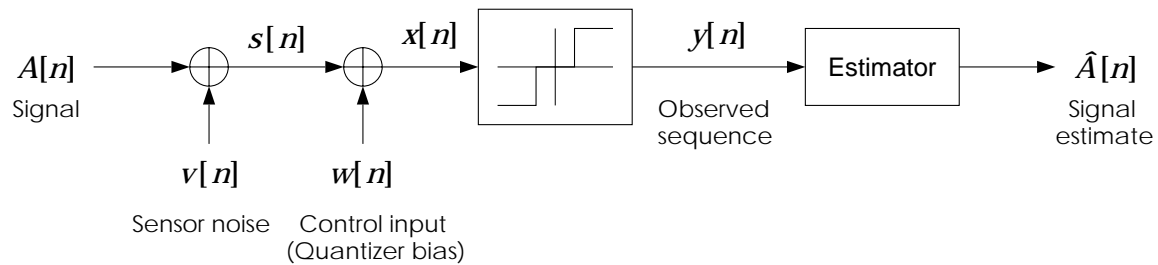 A[n]
Signal
s[n]
x[n]
y[n]
Estimator
Â[n]
Signal
estimate
Observed
sequence
v[n]
w[n]
Sensor noise
Control input
(Quantizer bias)